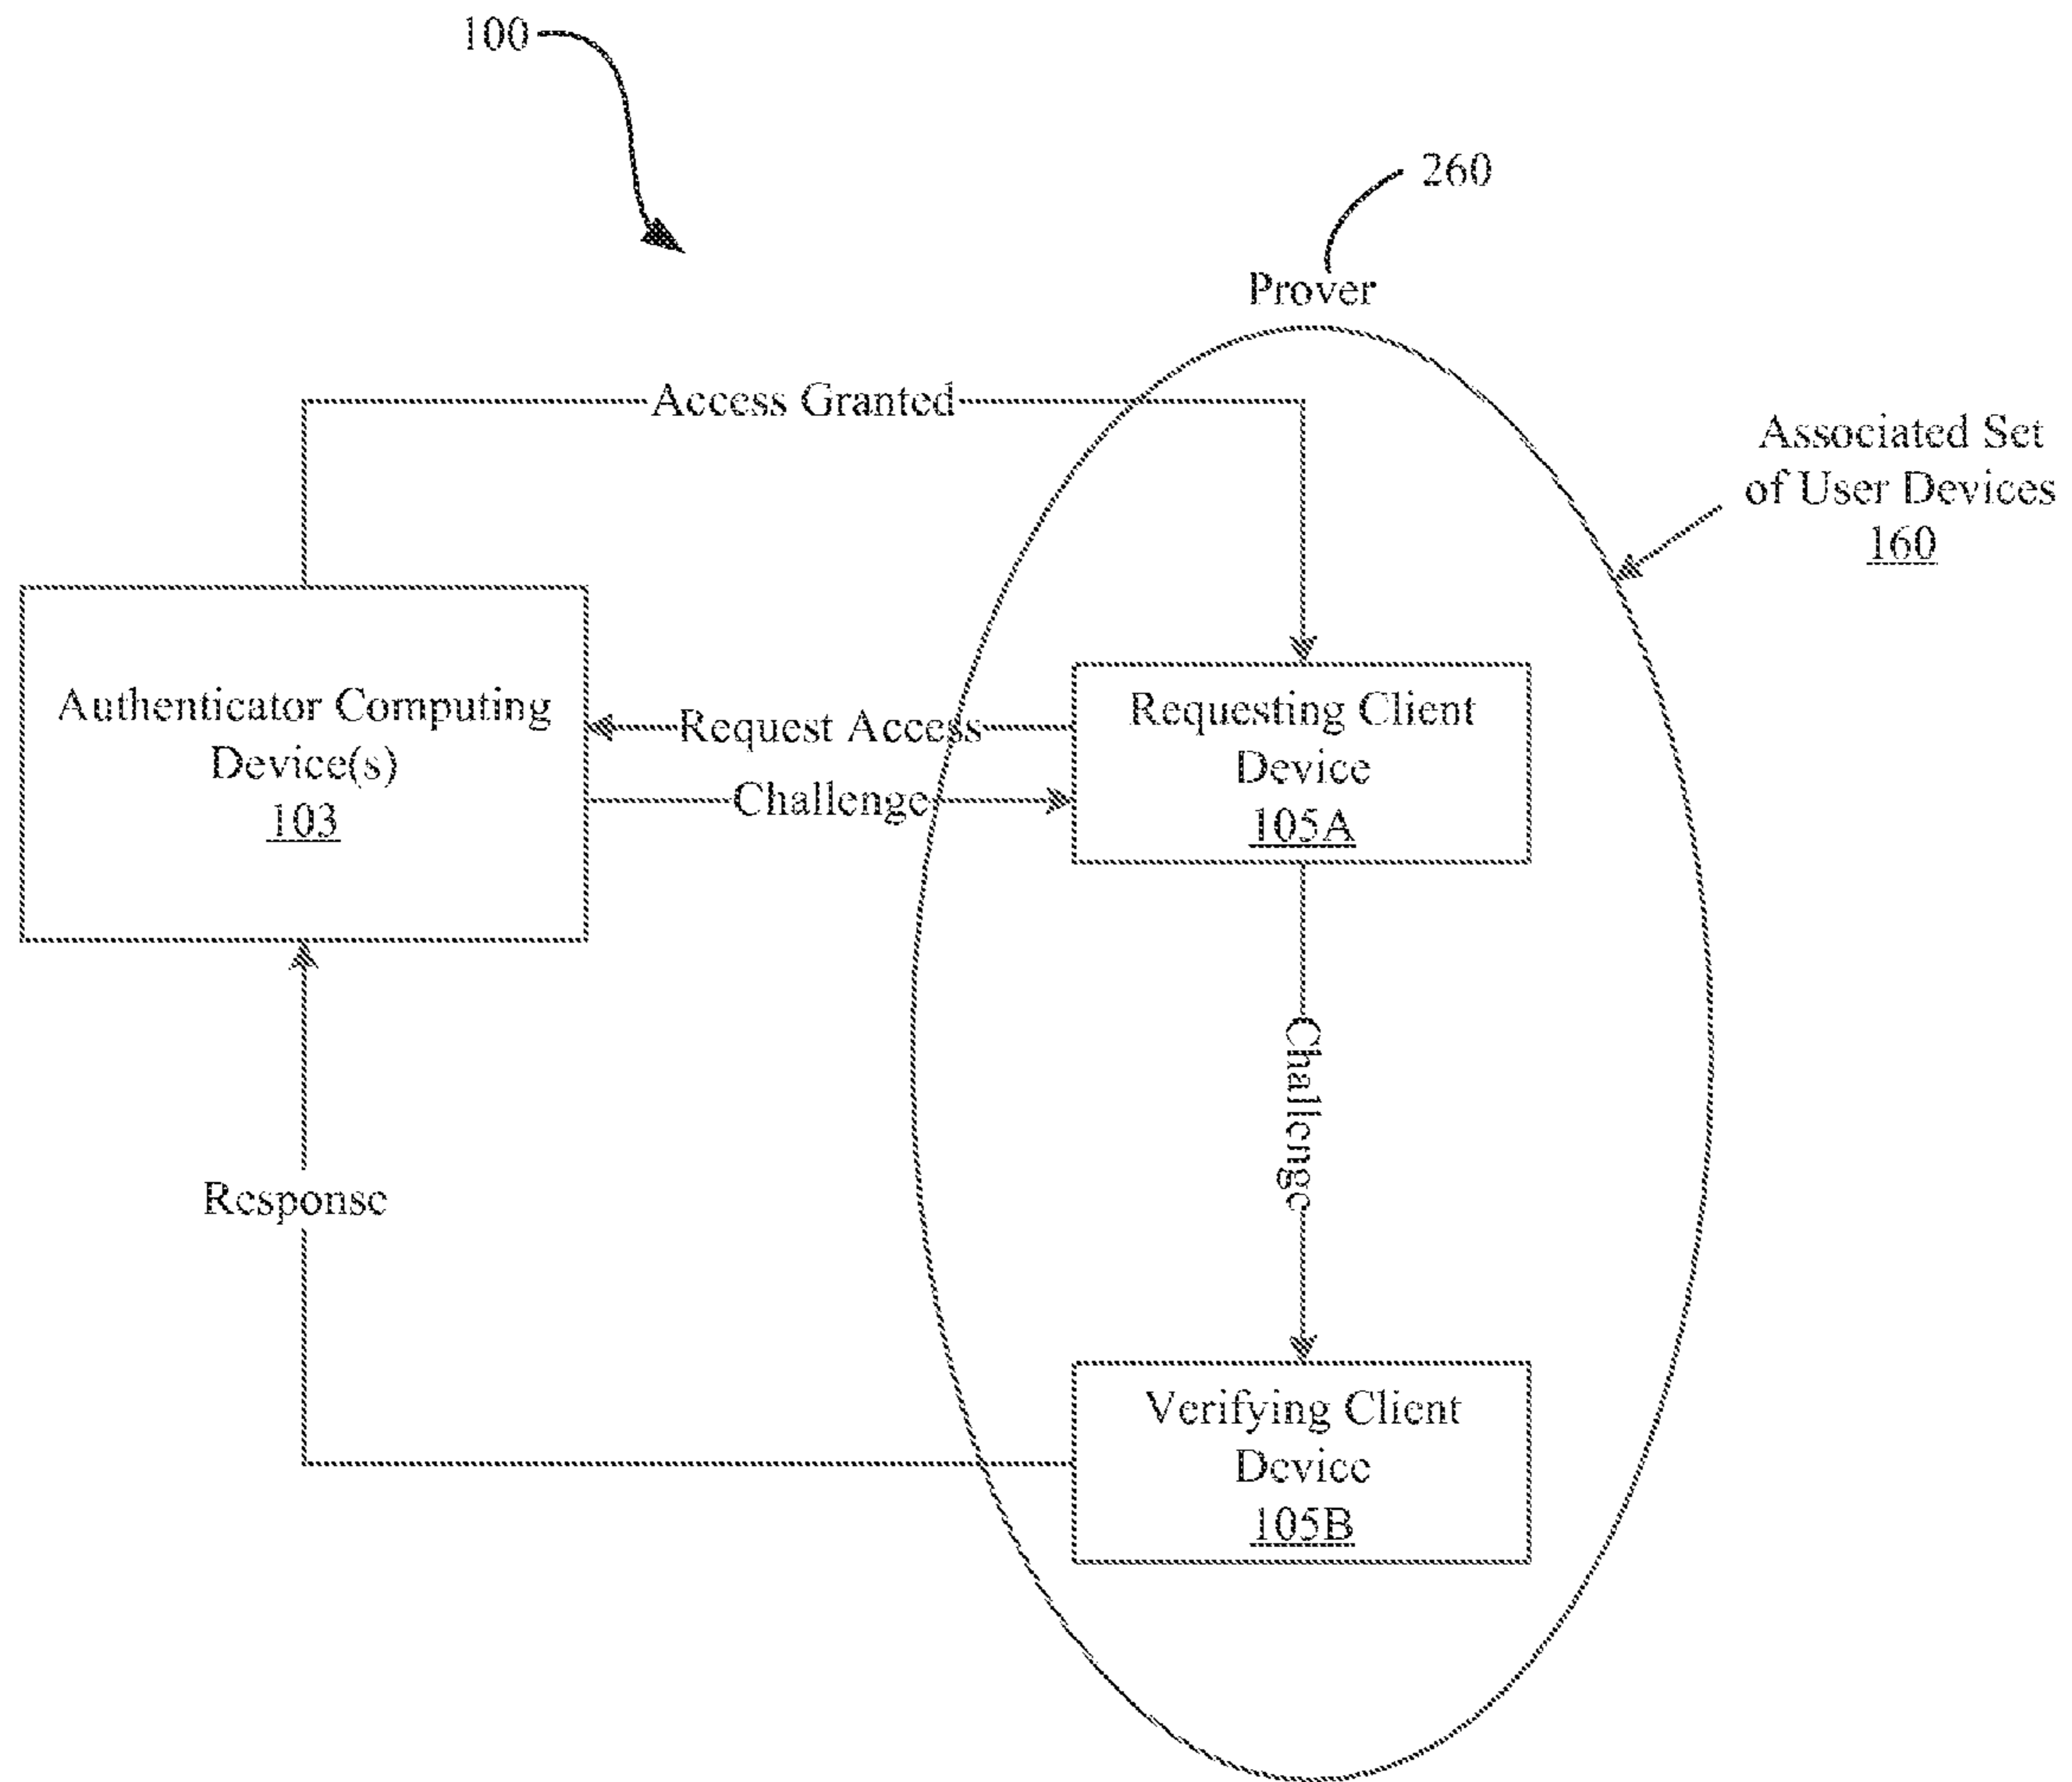 100
260
Prover
Access Granted
Associated Set
of User Devices
160
Authenticator Computing
Device(s)
103
Request Access
Challenge
Requesting Client
Device
105A
Challenge
Response
Verifying Client
Device
105B